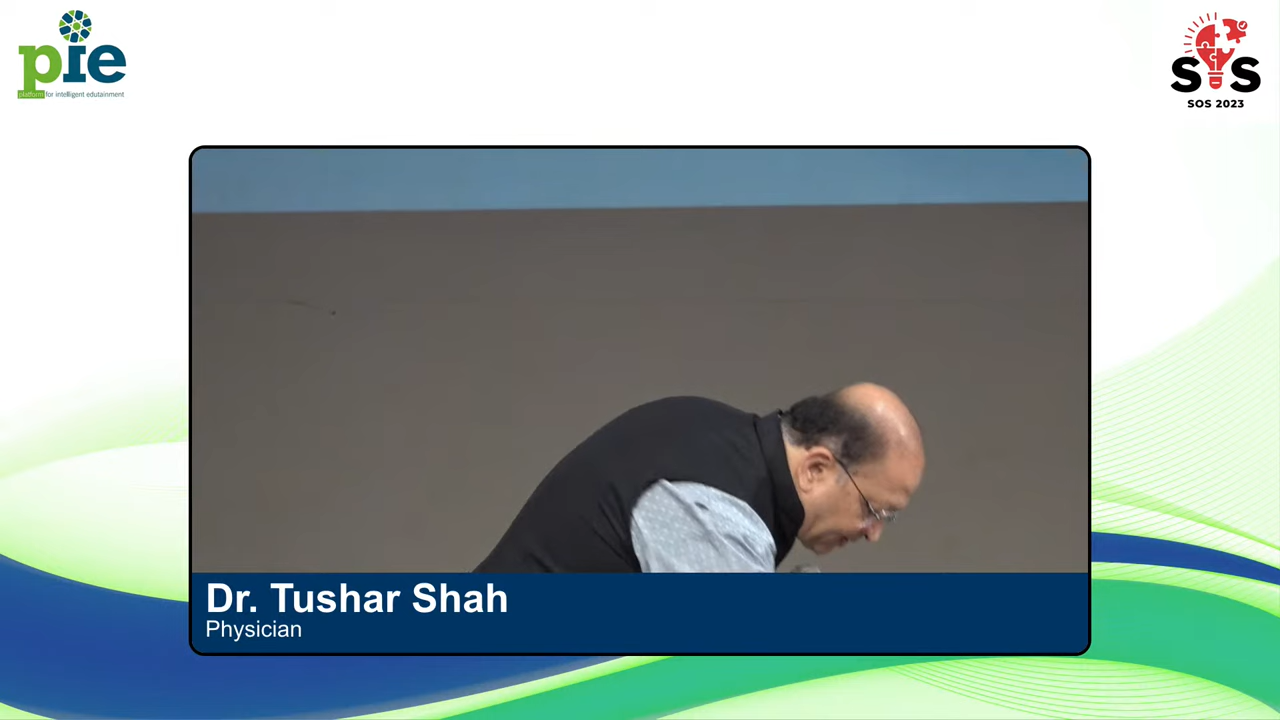 pie
platform for intelligent edutainment
SOS
SOS 2023
Dr. Tushar Shah
Physician